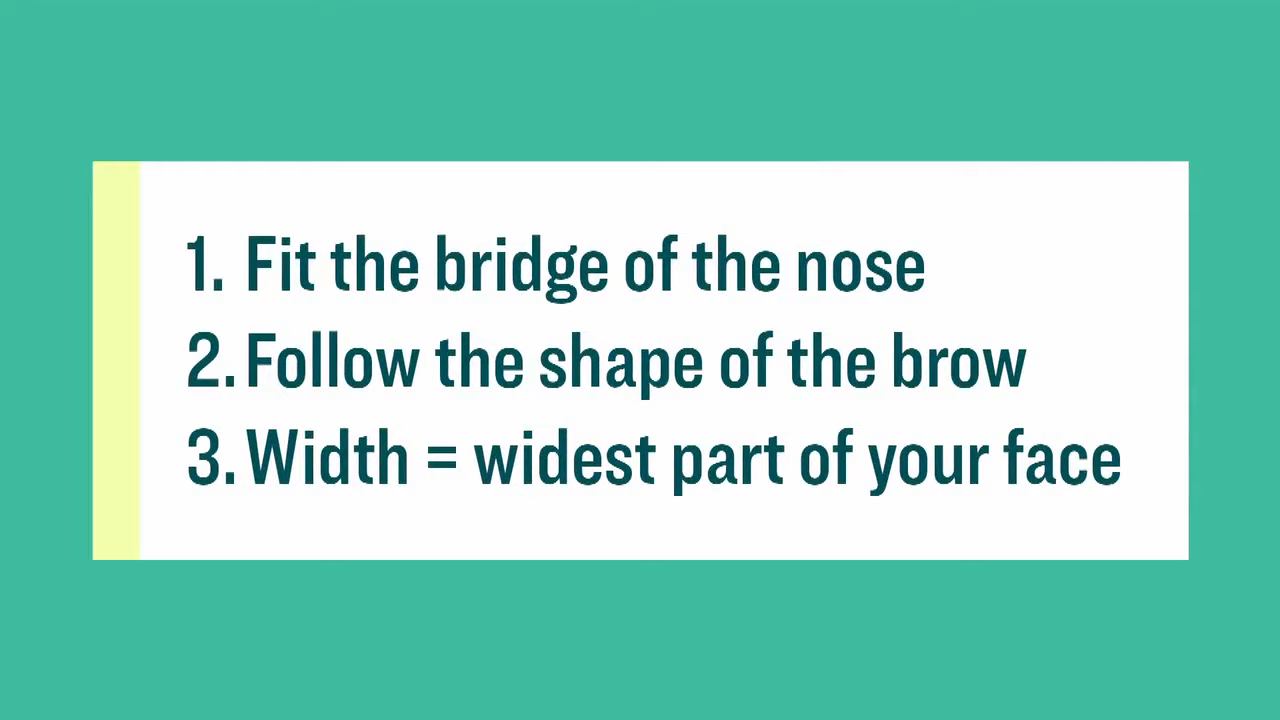 1. Fit the bridge of the nose
2. Follow the shape of the brow
3. Width = widest part of your face